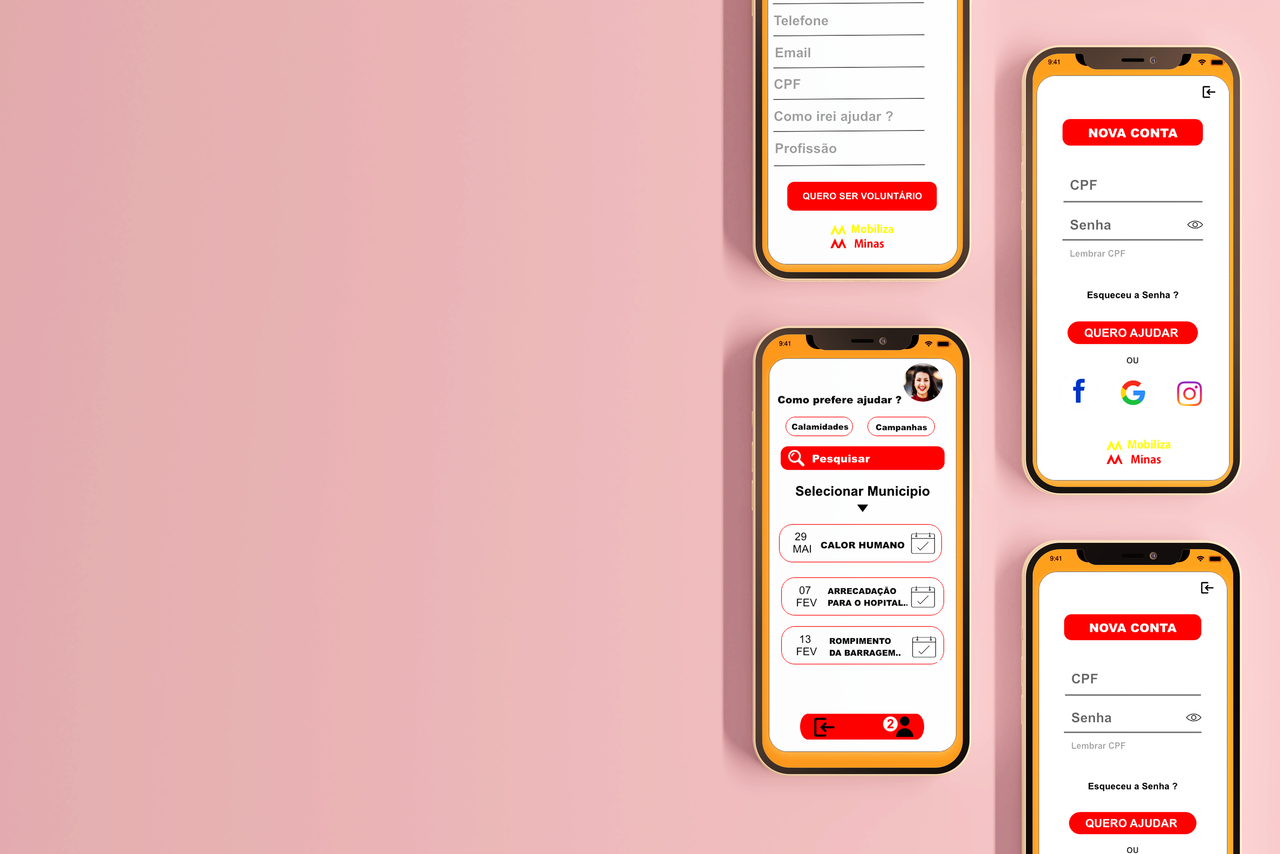 Telefone
Email
CPF
Como irei ajudar ?
Profissão
QUERO SER VOLUNTÁRIO
Mobiliza
Minas
9:41
Como prefere ajudar ?
Calamidades
Campanhas
Pesquisar
Selecionar Municipio
29
MAI
CALOR HUMANO
07
FEV
ARRECADAÇÃO
PARA O HOPITAL..
13
FEV
ROMPIMENTO
DA BARRAGEM..
2
9:41
NOVA CONTA
CPF
Senha
Lembrar CPF
Esqueceu a Senha ?
QUERO AJUDAR
OU
Mobiliza
Minas
9:41
NOVA CONTA
CPF
Senha
Lembrar CPF
Esqueceu a Senha ?
QUERO AJUDAR
OU